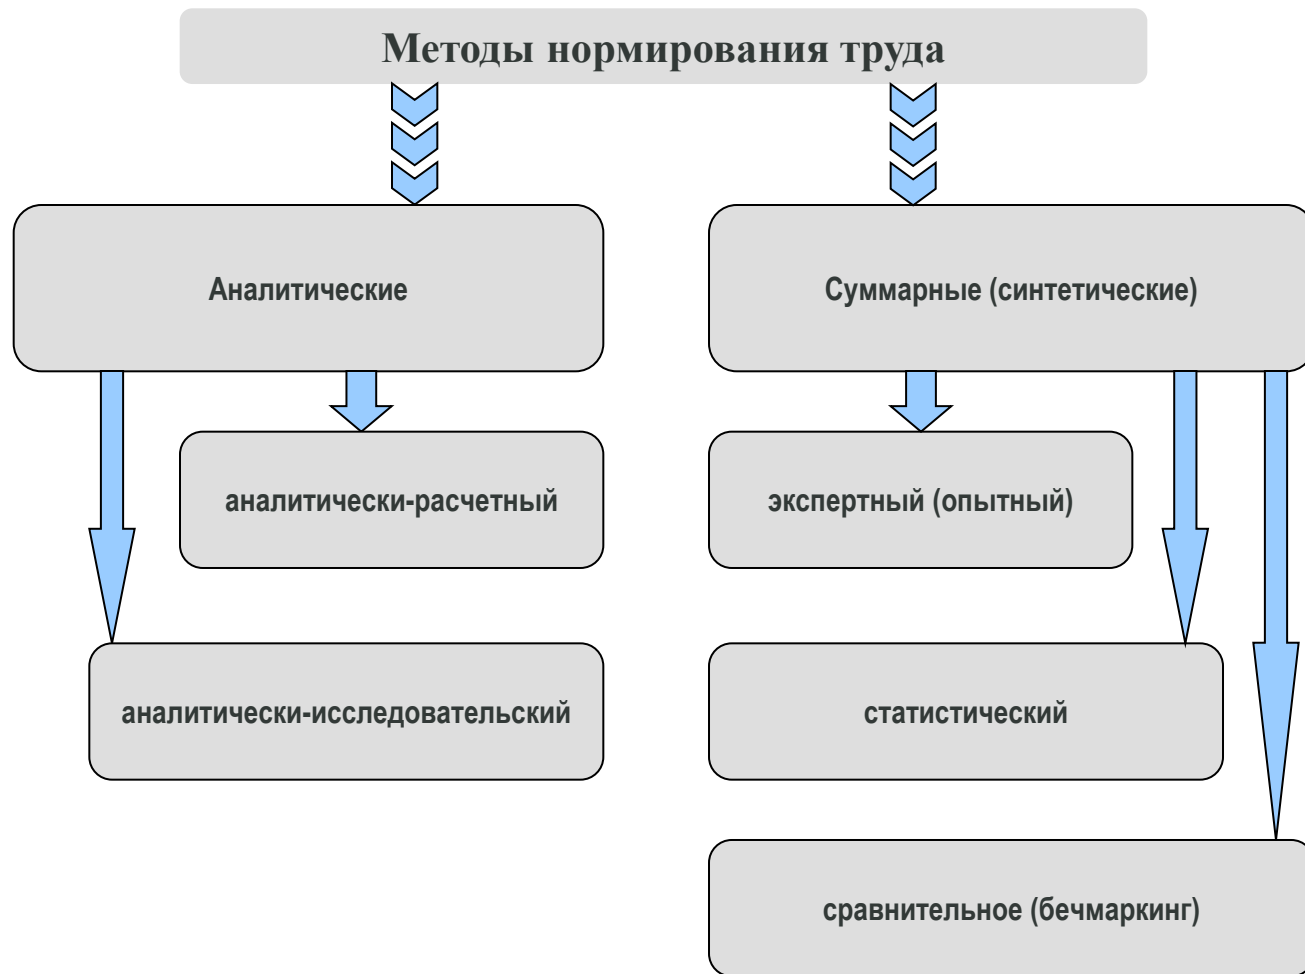 Методы нормирования труда
Аналитические
Суммарные (синтетические)
аналитически-расчетный
экспертный (опытный)
аналитически-исследовательский
статистический
сравнительное (бечмаркинг)